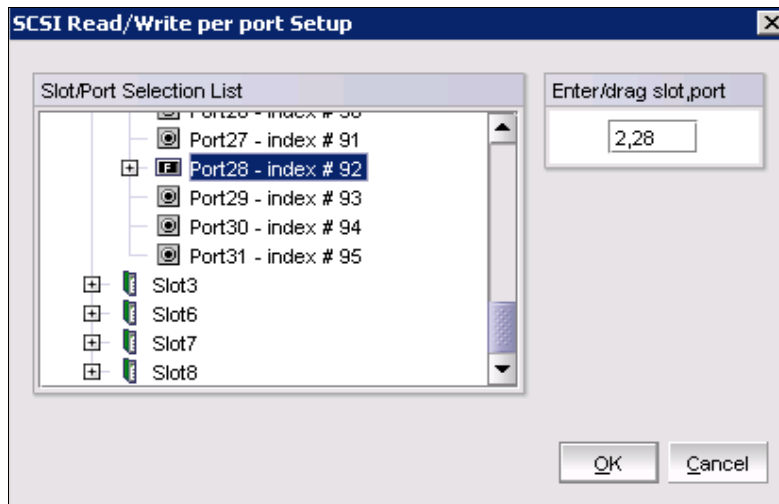 SCSI Read/Write per port Setup
Slot/Port Selection List
Port27 - index # 91
Port28 - index # 92
Port29 - index # 93
Port30 - index # 94
Port31 - index # 95
Slot3
Slot6
Slot7
Slot8
Enter/drag slot,port
2,28
OK
Cancel